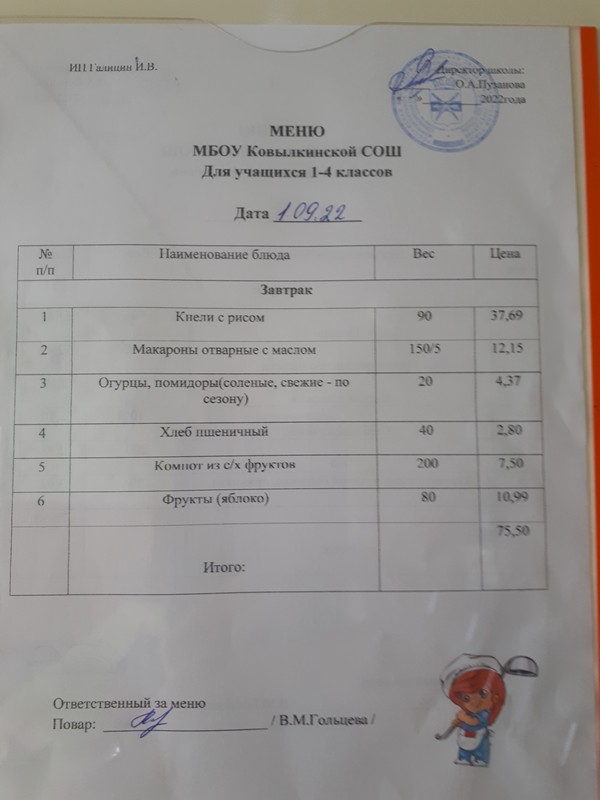 ИП Галицин И.В.
Директор школы:
О.А.Пузанова
2022года
МЕНЮ
МБОУ Ковылкинской СОШ
Для учащихся 1-4 классов
Дата 1.09.22
№ п/п Наименование блюда Вес Цена
Завтрак
1 Кнели с рисом 90 37,69
2 Макароны отварные с маслом 150/5 12,15
3 Огурцы, помидоры(соленые, свежие - по 20 4,37
сезону)
4 Хлеб пшеничный 40 2,80
5 Компот из с/х фруктов 200 7,50
6 Фрукты (яблоко) 80 10,99
75,50
Итого:
Ответственный за меню
Повар: / В.М.Гольцева /